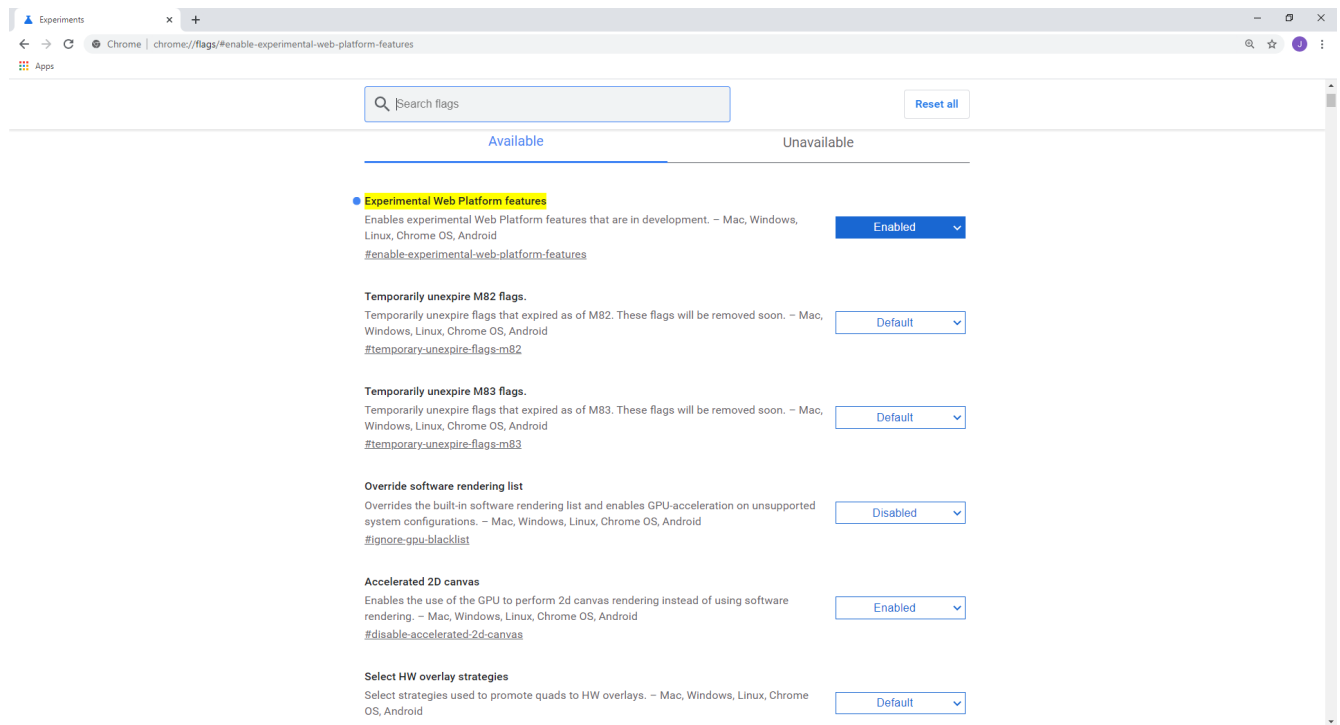 Experiments
Chrome | chrome://flags/#enable-experimental-web-platform-features
J
Apps
Search flags
Reset all
Available
Unavailable
Experimental Web Platform features
Enables experimental Web Platform features that are in development. – Mac, Windows,
Linux, Chrome OS, Android
#enable-experimental-web-platform-features
Enabled
Temporarily unexpire M82 flags.
Temporarily unexpire flags that expired as of M82. These flags will be removed soon. – Mac,
Windows, Linux, Chrome OS, Android
#temporary-unexpire-flags-m82
Default
Temporarily unexpire M83 flags.
Temporarily unexpire flags that expired as of M83. These flags will be removed soon. – Mac,
Windows, Linux, Chrome OS, Android
#temporary-unexpire-flags-m83
Default
Override software rendering list
Overrides the built-in software rendering list and enables GPU-acceleration on unsupported
system configurations. – Mac, Windows, Linux, Chrome OS, Android
#ignore-gpu-blacklist
Disabled
Accelerated 2D canvas
Enables the use of the GPU to perform 2d canvas rendering instead of using software
rendering. – Mac, Windows, Linux, Chrome OS, Android
#disable-accelerated-2d-canvas
Enabled
Select HW overlay strategies
Select strategies used to promote quads to HW overlays. – Mac, Windows, Linux, Chrome
OS, Android
Default